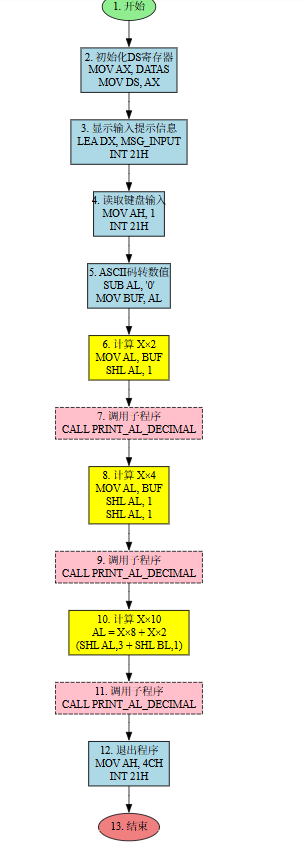 1. 开始
2. 初始化DS寄存器
MOV AX, DATAS
MOV DS, AX
3. 显示输入提示信息
LEA DX, MSG_INPUT
INT 21H
4. 读取键盘输入
MOV AH, 1
INT 21H
5. ASCII码转数值
SUB AL, '0'
MOV BUF, AL
6. 计算 X×2
MOV AL, BUF
SHL AL, 1
7. 调用子程序
CALL PRINT_AL_DECIMAL
8. 计算 X×4
MOV AL, BUF
SHL AL, 1
SHL AL, 1
9. 调用子程序
CALL PRINT_AL_DECIMAL
10. 计算 X×10
AL = X×8 + X×2
(SHL AL,3 + SHL BL,1)
11. 调用子程序
CALL PRINT_AL_DECIMAL
12. 退出程序
MOV AH, 4CH
INT 21H
13. 结束